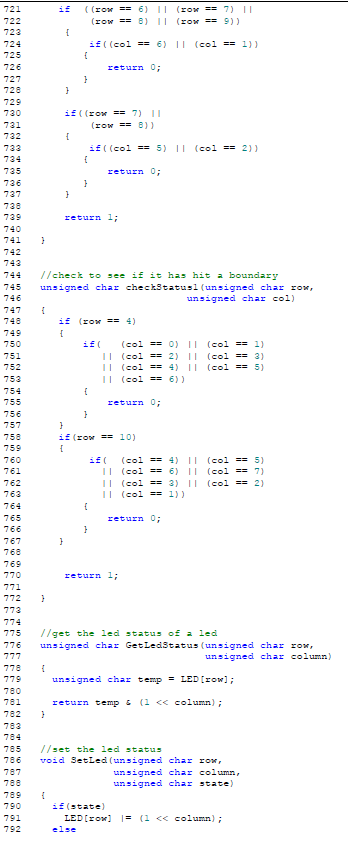 721 if ((row == 6) || (row == 7) ||
722 (row == 8) || (row == 9))
723 {
724 if((col == 6) || (col == 1))
725 {
726 return 0;
727 }
728 }
729
730 if((row == 7) ||
731 (row == 8))
732 {
733 if((col == 5) || (col == 2))
734 {
735 return 0;
736 }
737 }
738
739 return 1;
740
741 }
742
743
744 //check to see if it has hit a boundary
745 unsigned char checkStatus1(unsigned char row,
746 unsigned char col)
747 {
748 if (row == 4)
749 {
750 if( (col == 0) || (col == 1)
751 || (col == 2) || (col == 3)
752 || (col == 4) || (col == 5)
753 || (col == 6))
754 {
755 return 0;
756 }
757 }
758 if(row == 10)
759 {
760 if( (col == 4) || (col == 5)
761 || (col == 6) || (col == 7)
762 || (col == 3) || (col == 2)
763 || (col == 1))
764 {
765 return 0;
766 }
767 }
768
769
770 return 1;
771
772 }
773
774
775 //get the led status of a led
776 unsigned char GetLedStatus(unsigned char row,
777 unsigned char column)
778 {
779 unsigned char temp = LED[row];
780
781 return temp & (1 << column);
782 }
783
784
785 //set the led status
786 void SetLed(unsigned char row,
787 unsigned char column,
788 unsigned char state)
789 {
790 if(state)
791 LED[row] |= (1 << column);
792 else